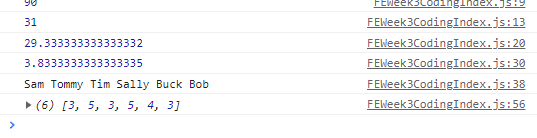 90 FEWeek3CodingIndex.js:9
31 FEWeek3CodingIndex.js:13
29.333333333333332 FEWeek3CodingIndex.js:20
3.8333333333333335 FEWeek3CodingIndex.js:30
Sam Tommy Tim Sally Buck Bob FEWeek3CodingIndex.js:38
▶ (6) [3, 5, 3, 5, 4, 3] FEWeek3CodingIndex.js:56
>